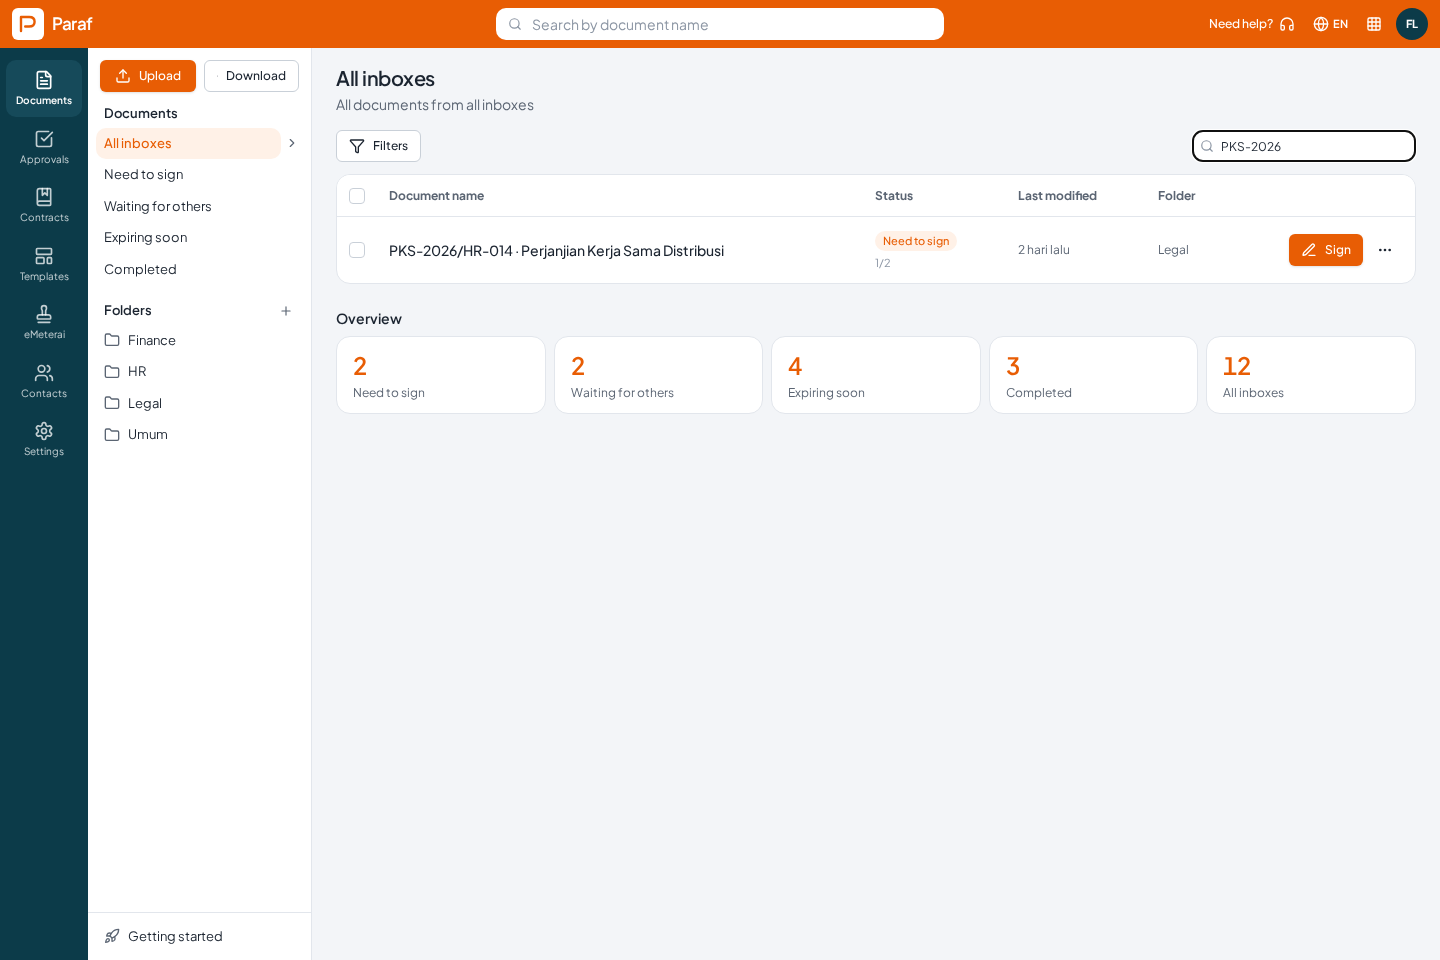 Paraf
Search by document name
Need help?
EN
FL
Documents
Approvals
Contracts
Templates
eMeterai
Contacts
Settings
Upload
Download
Documents
All inboxes
Need to sign
Waiting for others
Expiring soon
Completed
Folders
Finance
HR
Legal
Umum
Getting started
All inboxes
All documents from all inboxes
Filters
PKS-2026
Document name Status Last modified Folder
PKS-2026/HR-014 · Perjanjian Kerja Sama Distribusi
Need to sign
1/2
2 hari lalu
Legal
Sign
Overview
2
Need to sign
2
Waiting for others
4
Expiring soon
3
Completed
12
All inboxes